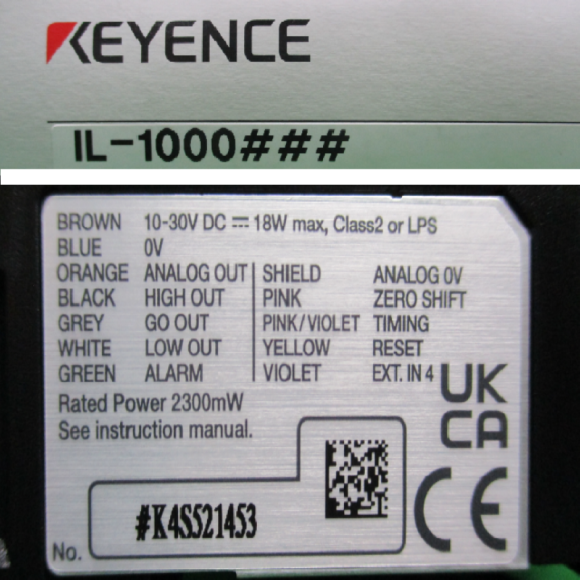 KEYENCE
IL-1000###
BROWN 10-30V DC ⎓ 18W max, Class2 or LPS
BLUE 0V
ORANGE ANALOG OUT SHIELD ANALOG 0V
BLACK HIGH OUT PINK ZERO SHIFT
GREY GO OUT PINK/VIOLET TIMING
WHITE LOW OUT YELLOW RESET
GREEN ALARM VIOLET EXT. IN 4
Rated Power 2300mW
See instruction manual.
UK
CA
CE
#K4S521453
No.